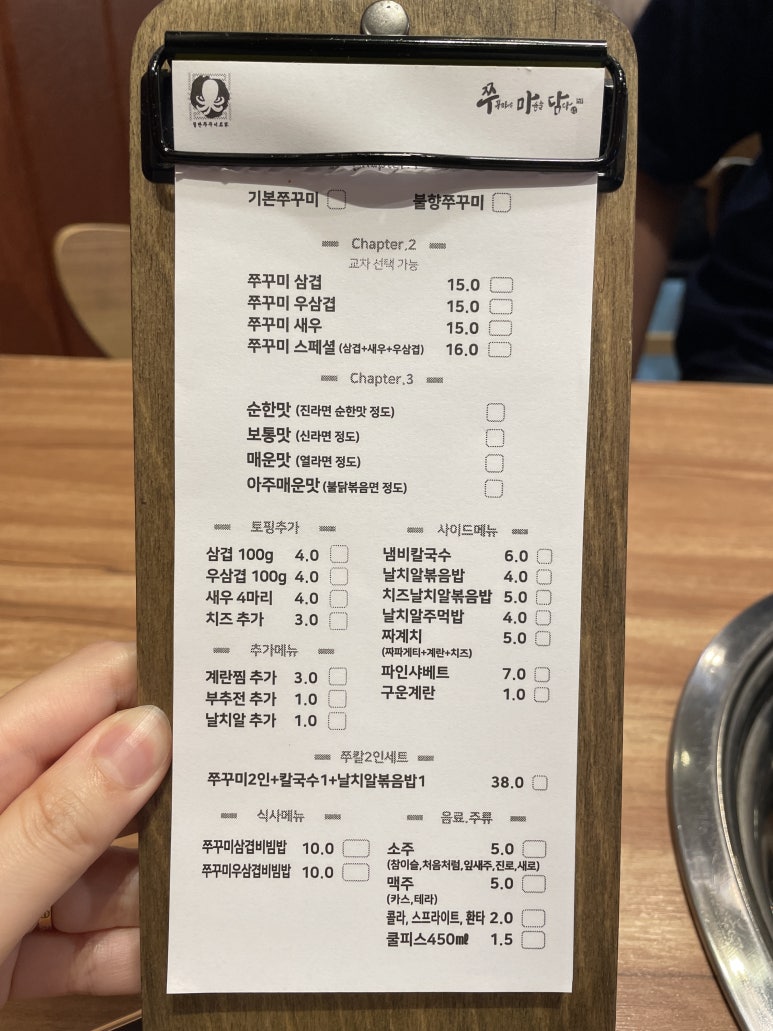 쭈꾸미 마음을 담다
기본쭈꾸미 불향쭈꾸미
Chapter.2
교차 선택 가능
쭈꾸미 삼겹 15.0
쭈꾸미 우삼겹 15.0
쭈꾸미 새우 15.0
쭈꾸미 스페셜 (삼겹+새우+우삼겹) 16.0
Chapter.3
순한맛 (진라면 순한맛 정도)
보통맛 (신라면 정도)
매운맛 (열라면 정도)
아주매운맛 (불닭볶음면 정도)
토핑추가
삼겹 100g 4.0
우삼겹 100g 4.0
새우 4마리 4.0
치즈 추가 3.0
추가메뉴
계란찜 추가 3.0
부추전 추가 1.0
날치알 추가 1.0
사이드메뉴
냄비칼국수 6.0
날치알볶음밥 4.0
치즈날치알볶음밥 5.0
날치알주먹밥 4.0
짜계치 5.0
(짜파게티+계란+치즈)
파인샤베트 7.0
구운계란 1.0
쭈칼2인세트
쭈꾸미2인+칼국수1+날치알볶음밥1 38.0
식사메뉴
쭈꾸미삼겹비빔밥 10.0
쭈꾸미우삼겹비빔밥 10.0
음료.주류
소주 5.0
(참이슬,처음처럼,잎새주,진로,새로)
맥주 5.0
(카스,테라)
콜라, 스프라이트, 환타 2.0
쿨피스450㎖ 1.5